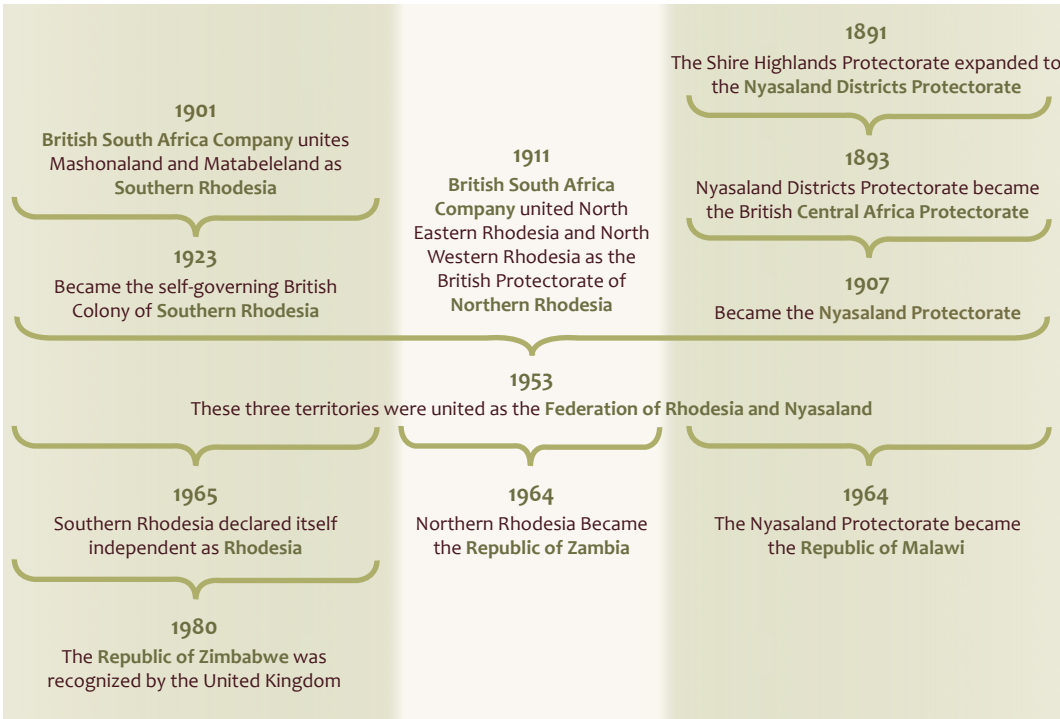 1901
British South Africa Company unites
Mashonaland and Matabeleland as
Southern Rhodesia
1923
Became the self-governing British
Colony of Southern Rhodesia
1911
British South Africa
Company united North
Eastern Rhodesia and North
Western Rhodesia as the
British Protectorate of
Northern Rhodesia
1891
The Shire Highlands Protectorate expanded to
the Nyasaland Districts Protectorate
1893
Nyasaland Districts Protectorate became
the British Central Africa Protectorate
1907
Became the Nyasaland Protectorate
1953
These three territories were united as the Federation of Rhodesia and Nyasaland
1965
Southern Rhodesia declared itself
independent as Rhodesia
1980
The Republic of Zimbabwe was
recognized by the United Kingdom
1964
Northern Rhodesia Became
the Republic of Zambia
1964
The Nyasaland Protectorate became
the Republic of Malawi